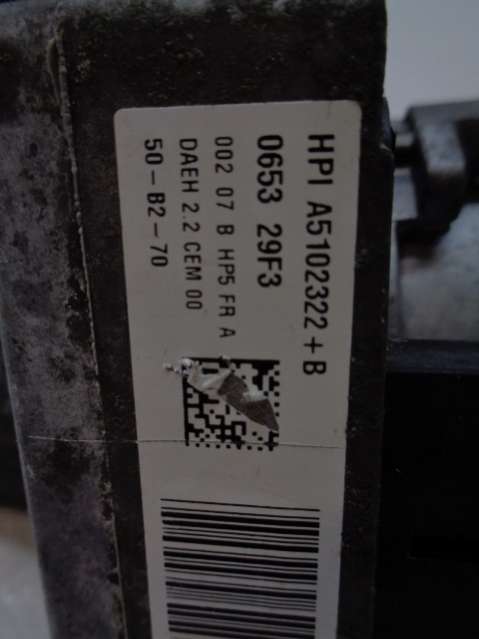 HPI A5102322+B
0653 29F3
002 07 B HP5 FR A
DAEH 2.2 CEM 00
50-B2-70